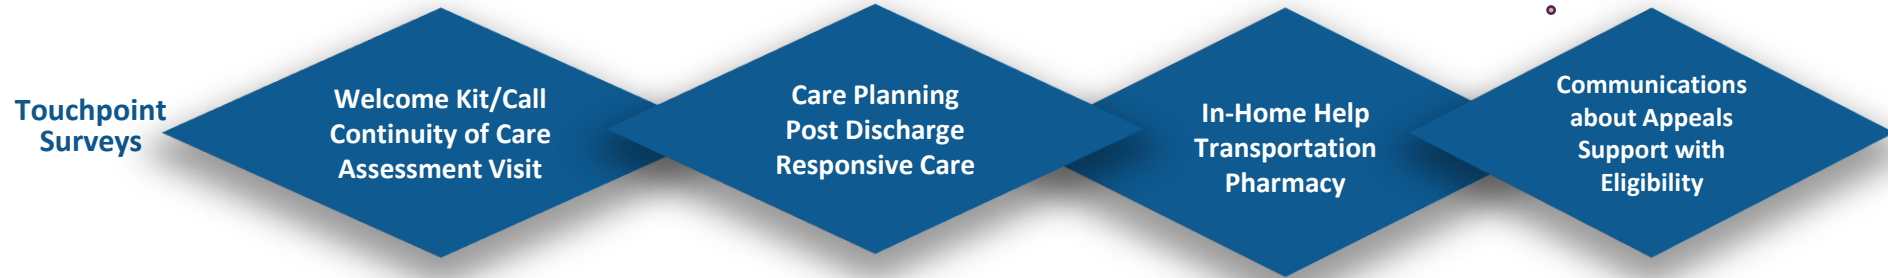 Touchpoint
Surveys
Welcome Kit/Call
Continuity of Care
Assessment Visit
Care Planning
Post Discharge
Responsive Care
In-Home Help
Transportation
Pharmacy
Communications
about Appeals
Support with
Eligibility